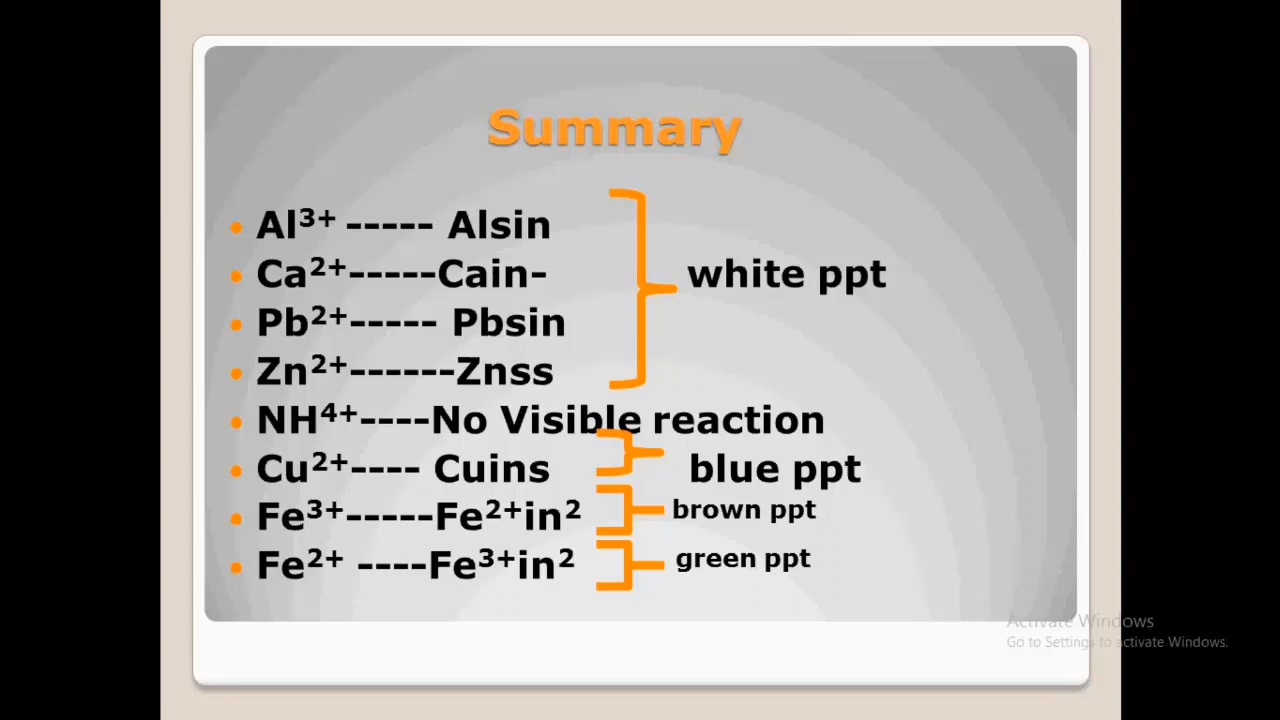 Summary
• Al³⁺ ----- Alsin
• Ca²⁺-----Cain-
white ppt
• Pb²⁺----- Pbsin
• Zn²⁺------Znss
• NH⁴⁺----No Visible reaction
• Cu²⁺---- Cuins
blue ppt
• Fe³⁺-----Fe²⁺in²
brown ppt
• Fe²⁺ ----Fe³⁺in²
green ppt
Activate Windows
Go to Settings to activate Windows.